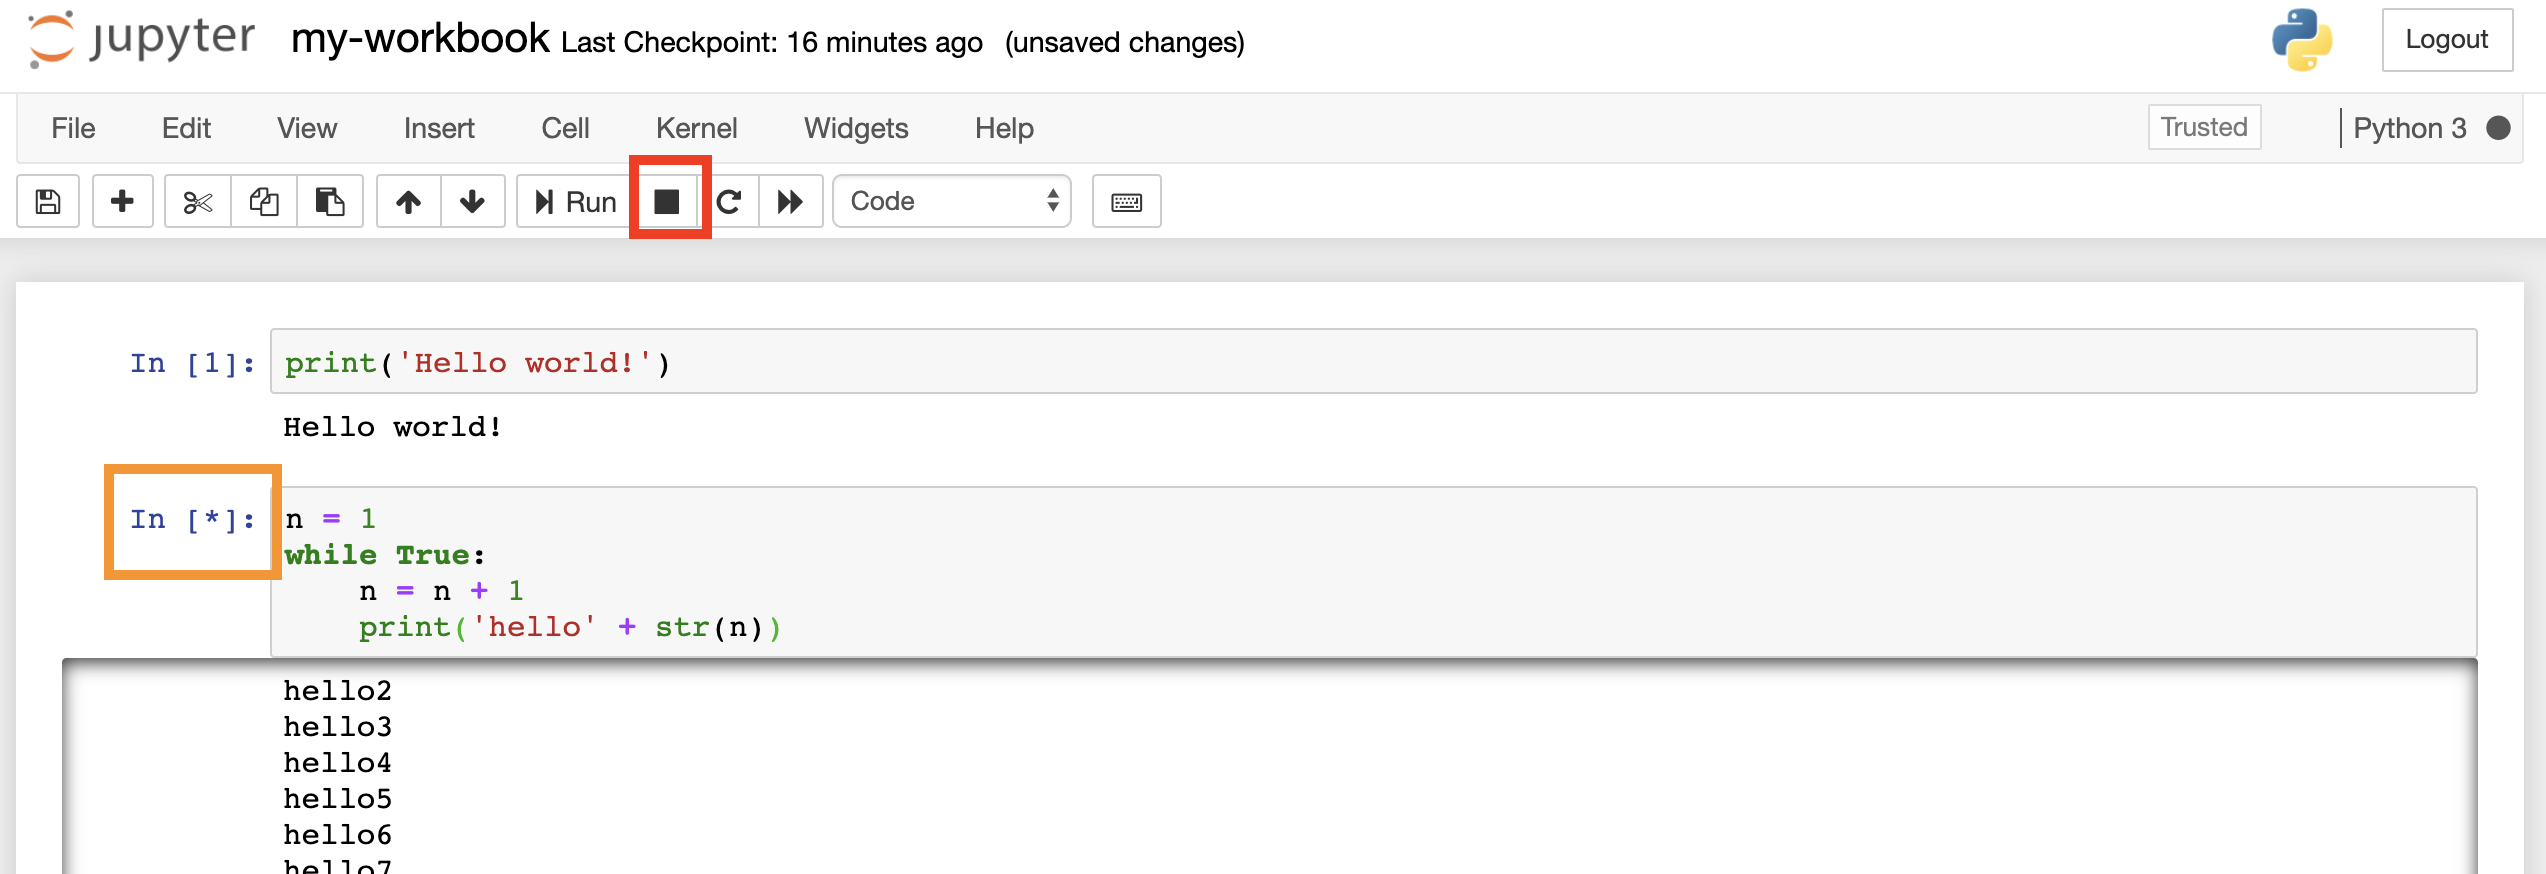 jupyter my-workbook Last Checkpoint: 16 minutes ago (unsaved changes) Logout
File Edit View Insert Cell Kernel Widgets Help Trusted Python 3
Run Code
In [1]: print('Hello world!')
Hello world!
In [*]: n = 1
while True:
    n = n + 1
    print('hello' + str(n))
hello2
hello3
hello4
hello5
hello6
hello7